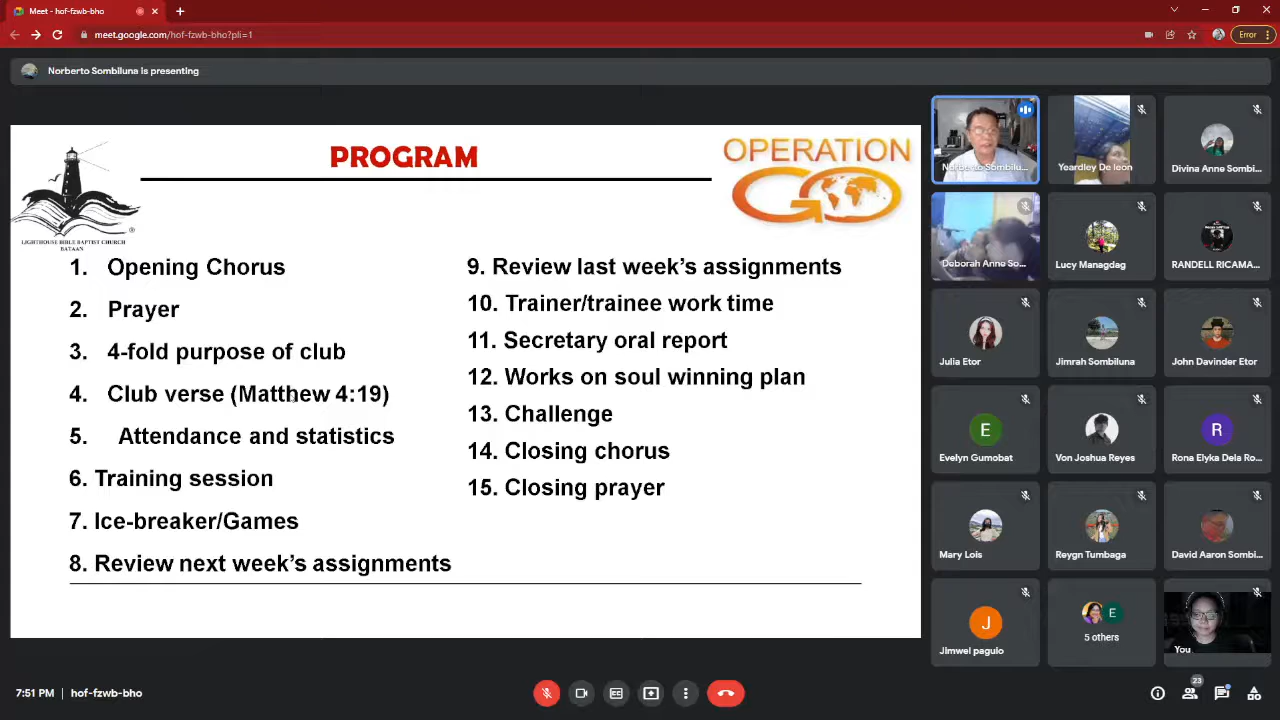 Meet - hof-fzwb-bho
meet.google.com/hof-fzwb-bho?pli=1
Error
Norberto Sombiluna is presenting
PROGRAM
OPERATION
GO
LIGHTHOUSE BIBLE BAPTIST CHURCH
BATAAN
1. Opening Chorus
2. Prayer
3. 4-fold purpose of club
4. Club verse (Matthew 4:19)
5. Attendance and statistics
6. Training session
7. Ice-breaker/Games
8. Review next week’s assignments
9. Review last week’s assignments
10. Trainer/trainee work time
11. Secretary oral report
12. Works on soul winning plan
13. Challenge
14. Closing chorus
15. Closing prayer
Norberto Sombilu...
Yeardley De leon
Divina Anne Sombi...
Deborah Anne So...
Lucy Managdag
RANDELL RICAMA...
Julia Etor
Jimrah Sombiluna
John Davinder Etor
E
Evelyn Gumobat
Von Joshua Reyes
R
Rona Elyka Dela Ro...
Mary Lois
Reygn Tumbaga
David Aaron Sombi...
J
Jimwel pagulo
E
5 others
You
7:51 PM | hof-fzwb-bho
23